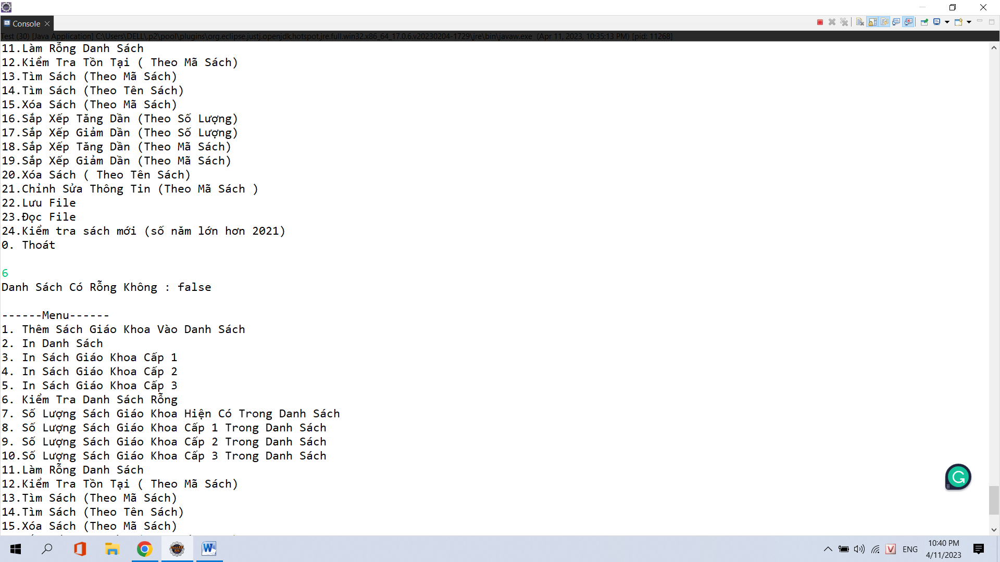 Console
Test (30) [Java Application] C:\Users\DELL\.p2\pool\plugins\org.eclipse.justj.openjdk.hotspot.jre.full.win32.x86_64_17.0.6.v20230204-1729\jre\bin\javaw.exe (Apr 11, 2023, 10:35:13 PM) [pid: 11268]
11.Làm Rỗng Danh Sách
12.Kiểm Tra Tồn Tại ( Theo Mã Sách)
13.Tìm Sách (Theo Mã Sách)
14.Tìm Sách (Theo Tên Sách)
15.Xóa Sách (Theo Mã Sách)
16.Sắp Xếp Tăng Dần (Theo Số Lượng)
17.Sắp Xếp Giảm Dần (Theo Số Lượng)
18.Sắp Xếp Tăng Dần (Theo Mã Sách)
19.Sắp Xếp Giảm Dần (Theo Mã Sách)
20.Xóa Sách ( Theo Tên Sách)
21.Chỉnh Sửa Thông Tin (Theo Mã Sách )
22.Lưu File
23.Đọc File
24.Kiểm tra sách mới (số năm lớn hơn 2021)
0. Thoát
6
Danh Sách Có Rỗng Không : false
------Menu------
1. Thêm Sách Giáo Khoa Vào Danh Sách
2. In Danh Sách
3. In Sách Giáo Khoa Cấp 1
4. In Sách Giáo Khoa Cấp 2
5. In Sách Giáo Khoa Cấp 3
6. Kiểm Tra Danh Sách Rỗng
7. Số Lượng Sách Giáo Khoa Hiện Có Trong Danh Sách
8. Số Lượng Sách Giáo Khoa Cấp 1 Trong Danh Sách
9. Số Lượng Sách Giáo Khoa Cấp 2 Trong Danh Sách
10.Số Lượng Sách Giáo Khoa Cấp 3 Trong Danh Sách
11.Làm Rỗng Danh Sách
12.Kiểm Tra Tồn Tại ( Theo Mã Sách)
13.Tìm Sách (Theo Mã Sách)
14.Tìm Sách (Theo Tên Sách)
15.Xóa Sách (Theo Mã Sách)
ENG
10:40 PM
4/11/2023